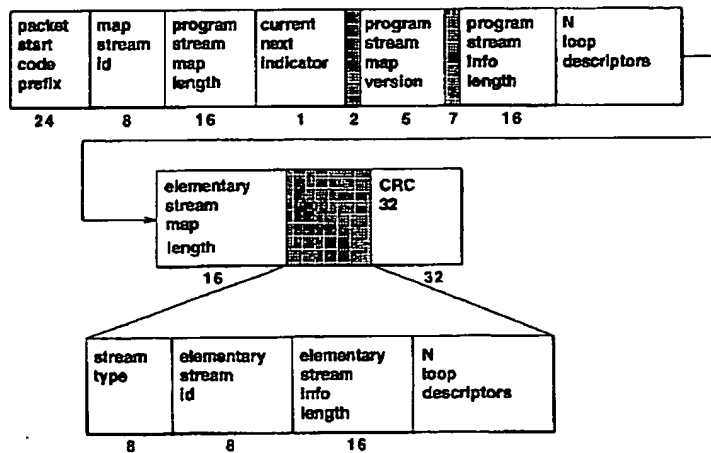 packet
start
code
prefix
map
stream
id
program
stream
map
length
current
next
indicator
program
stream
map
version
program
stream
info
length
N
loop
descriptors
24 8 16 1 2 5 7 16
elementary
stream
map
length
CRC
32
16 32
stream
type
elementary
stream
id
elementary
stream
info
length
N
loop
descriptors
8 8 16